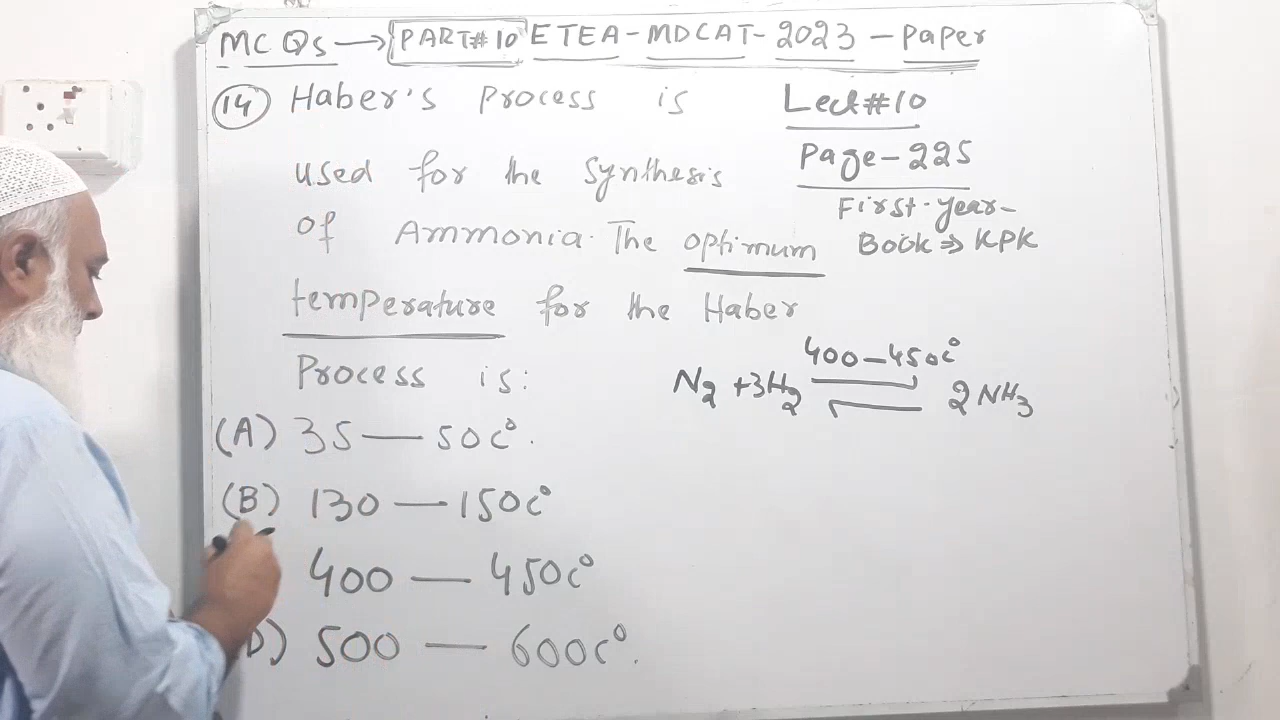 MCQs → PART#10 ETEA-MDCAT-2023-Paper
(14) Haber's Process is
used for the Synthesis
of Ammonia. The optimum
temperature for the Haber
Process is:
Lect#10
Page-225
First-year-
Book ⇒ KPK
400-450c°
N2 + 3H2 ⇌ 2NH3
(A) 35 — 50c°.
(B) 130 — 150c°
400 — 450c°
D) 500 — 600c°.